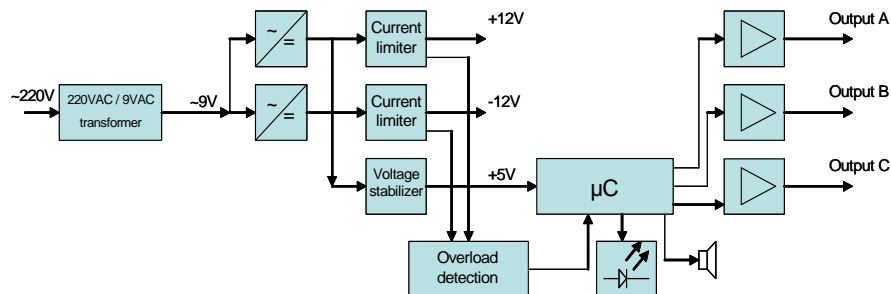 +12V
Output A
~
=
Current
limiter
~220V
220VAC / 9VAC
transformer
~9V
~
=
Current
limiter
-12V
Output B
Voltage
stabilizer
+5V
µC
Output C
Overload
detection